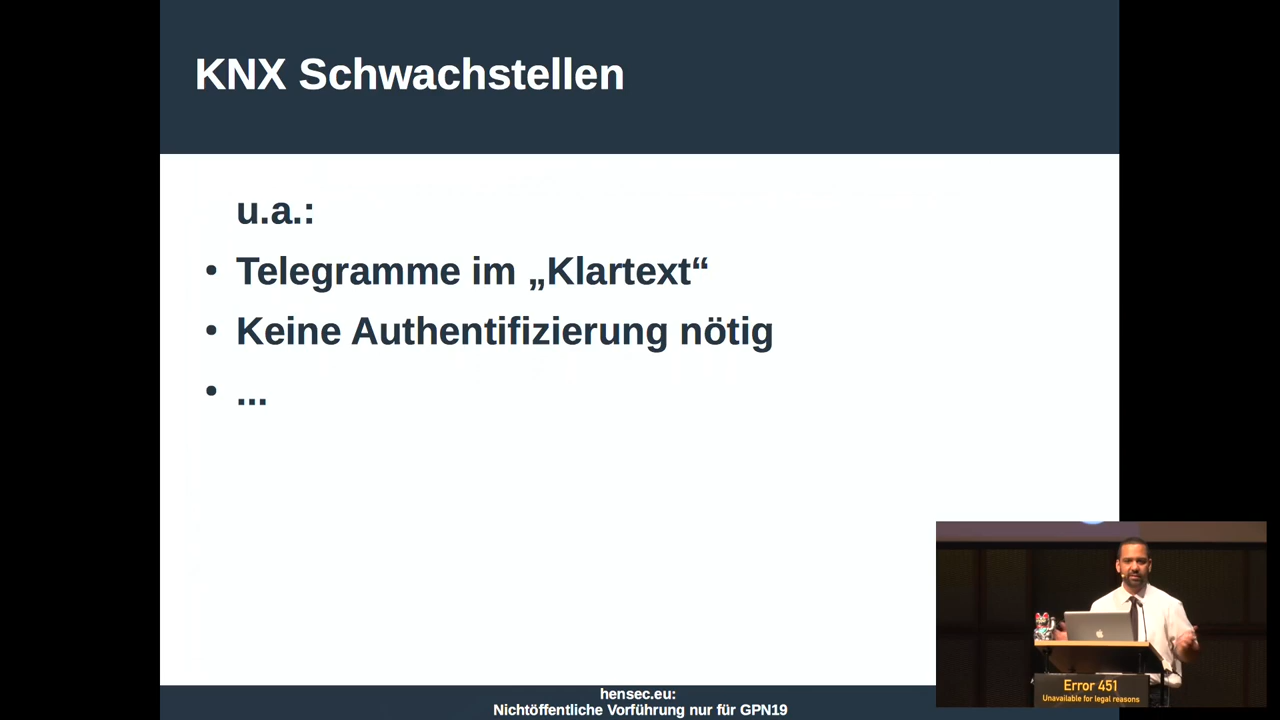 KNX Schwachstellen
u.a.:
• Telegramme im „Klartext“
• Keine Authentifizierung nötig
• ...
hensec.eu:
Nichtöffentliche Vorführung nur für GPN19
Error 451
Unavailable for legal reasons